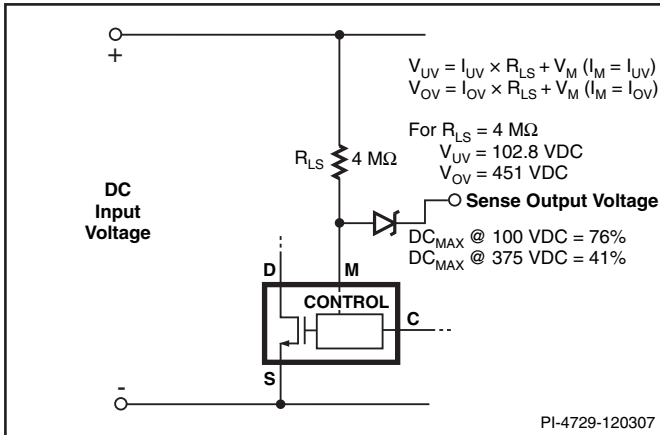 +
V_UV = I_UV × R_LS + V_M (I_M = I_UV)
V_OV = I_OV × R_LS + V_M (I_M = I_OV)
For R_LS = 4 MΩ
V_UV = 102.8 VDC
V_OV = 451 VDC
R_LS 4 MΩ
DC
Input
Voltage
Sense Output Voltage
DC_MAX @ 100 VDC = 76%
DC_MAX @ 375 VDC = 41%
D M
CONTROL
C
S
-
PI-4729-120307